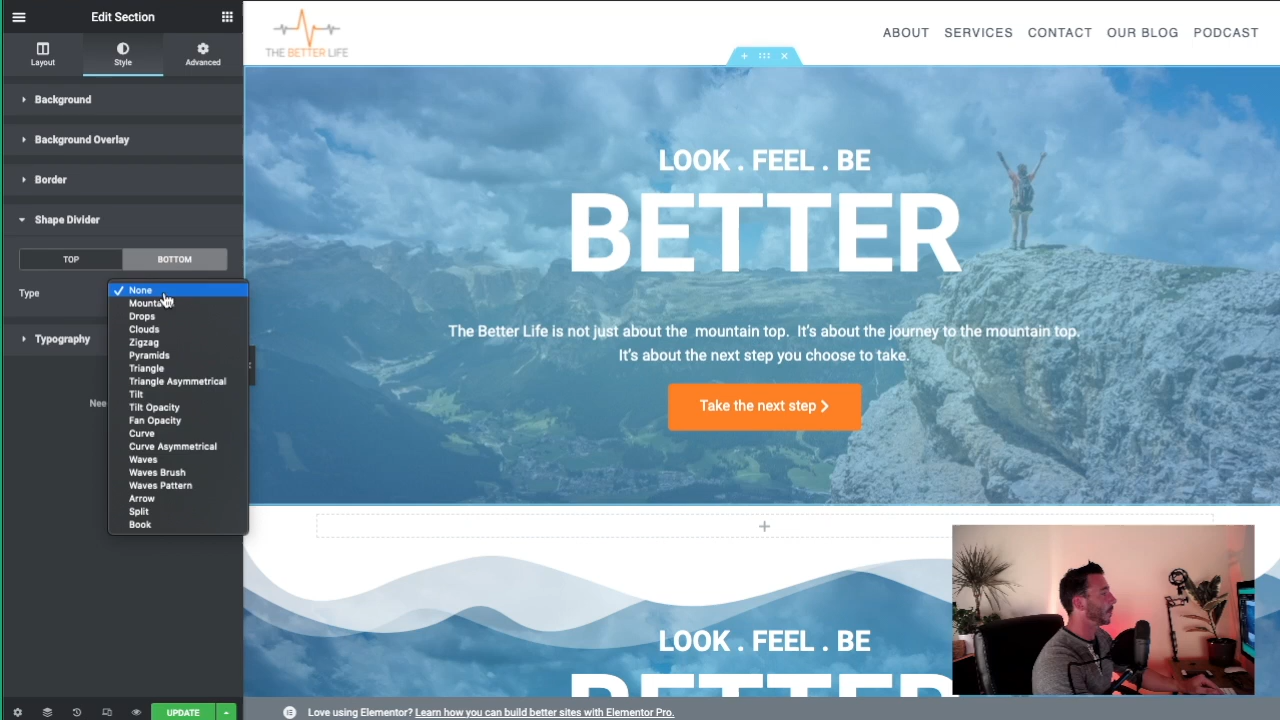 Edit Section
Layout
Style
Advanced
Background
Background Overlay
Border
Shape Divider
TOP
BOTTOM
Type
None
Drops
Clouds
Zigzag
Pyramids
Triangle
Triangle Asymmetrical
Tilt
Tilt Opacity
Fan Opacity
Curve
Curve Asymmetrical
Waves
Waves Brush
Waves Pattern
Arrow
Split
Book
Typography
UPDATE
THE BETTER LIFE
ABOUT SERVICES CONTACT OUR BLOG PODCAST
LOOK . FEEL . BE
BETTER
The Better Life is not just about the mountain top. It's about the journey to the mountain top.
It's about the next step you choose to take.
Take the next step
LOOK . FEEL . BE
BETTER
Love using Elementor? Learn how you can build better sites with Elementor Pro.